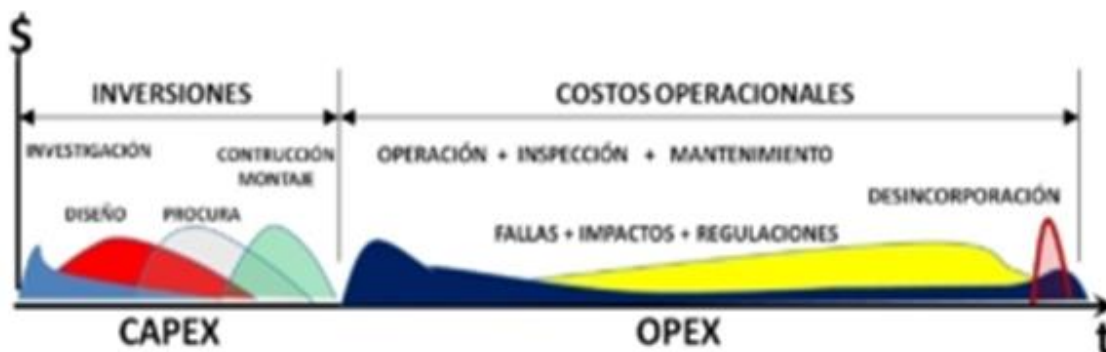 $
INVERSIONES
COSTOS OPERACIONALES
INVESTIGACIÓN
CONTRUCCIÓN
MONTAJE
OPERACIÓN + INSPECCIÓN + MANTENIMIENTO
DESINCORPORACIÓN
DISEÑO
PROCURA
FALLAS + IMPACTOS + REGULACIONES
CAPEX
OPEX
t